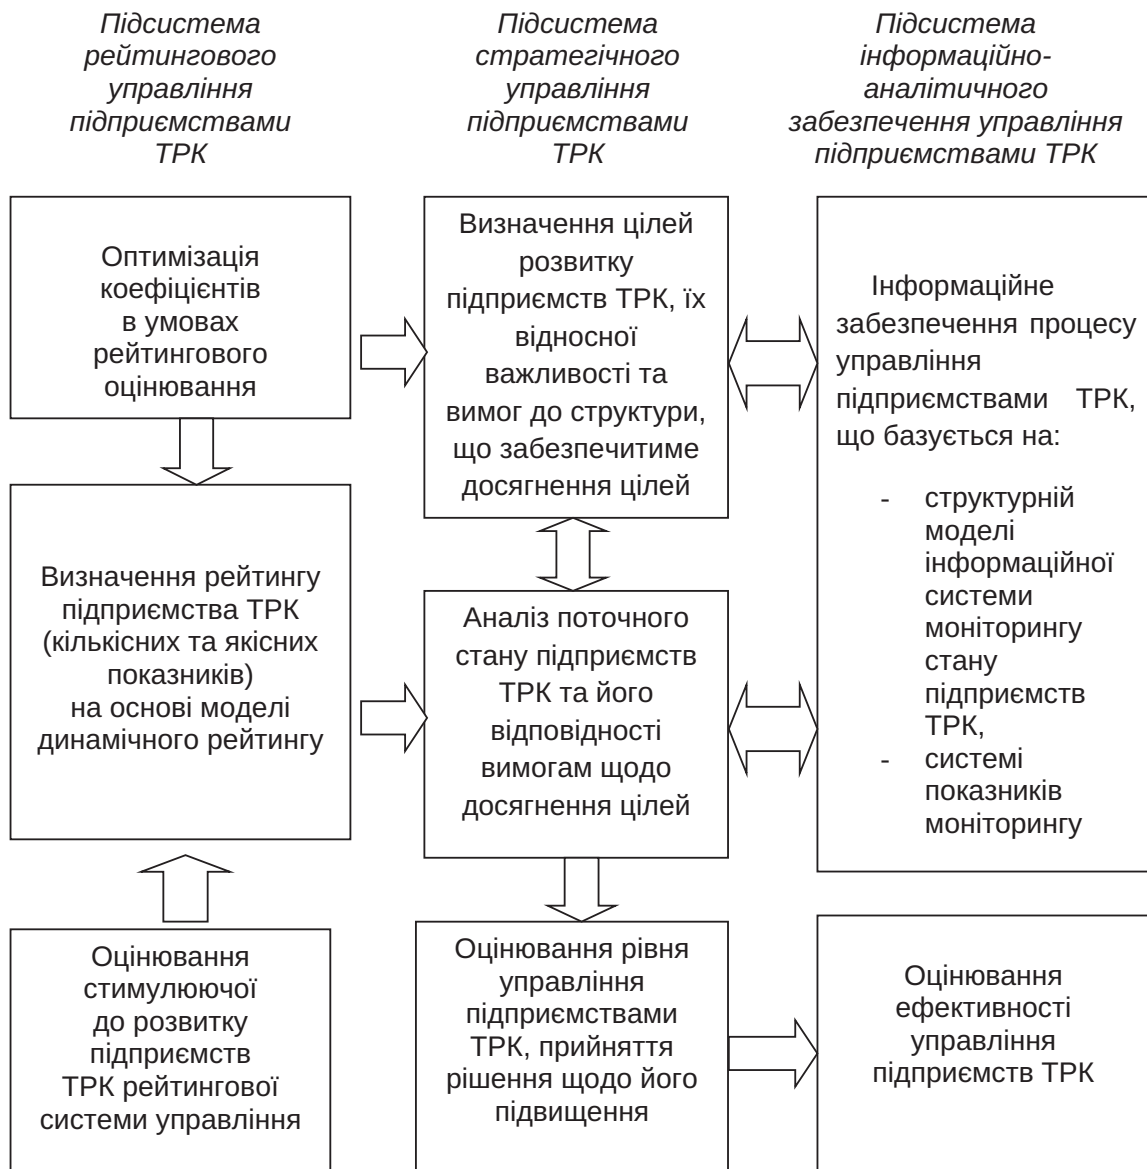 Підсистема
рейтингового
управління
підприємствами
ТРК
Підсистема
стратегічного
управління
підприємствами
ТРК
Підсистема
інформаційно-
аналітичного
забезпечення управління
підприємствами ТРК
Оптимізація
коефіцієнтів
в умовах
рейтингового
оцінювання
Визначення цілей
розвитку
підприємств ТРК, їх
відносної
важливості та
вимог до структури,
що забезпечитиме
досягнення цілей
Інформаційне
забезпечення процесу
управління
підприємствами ТРК,
що базується на:
- структурній
моделі
інформаційної
системи
моніторингу
стану
підприємств
ТРК,
- системі
показників
моніторингу
Визначення рейтингу
підприємства ТРК
(кількісних та якісних
показників)
на основі моделі
динамічного рейтингу
Аналіз поточного
стану підприємств
ТРК та його
відповідності
вимогам щодо
досягнення цілей
Оцінювання
стимулюючої
до розвитку
підприємств
ТРК рейтингової
системи управління
Оцінювання рівня
управління
підприємствами
ТРК, прийняття
рішення щодо його
підвищення
Оцінювання
ефективності
управління
підприємств ТРК